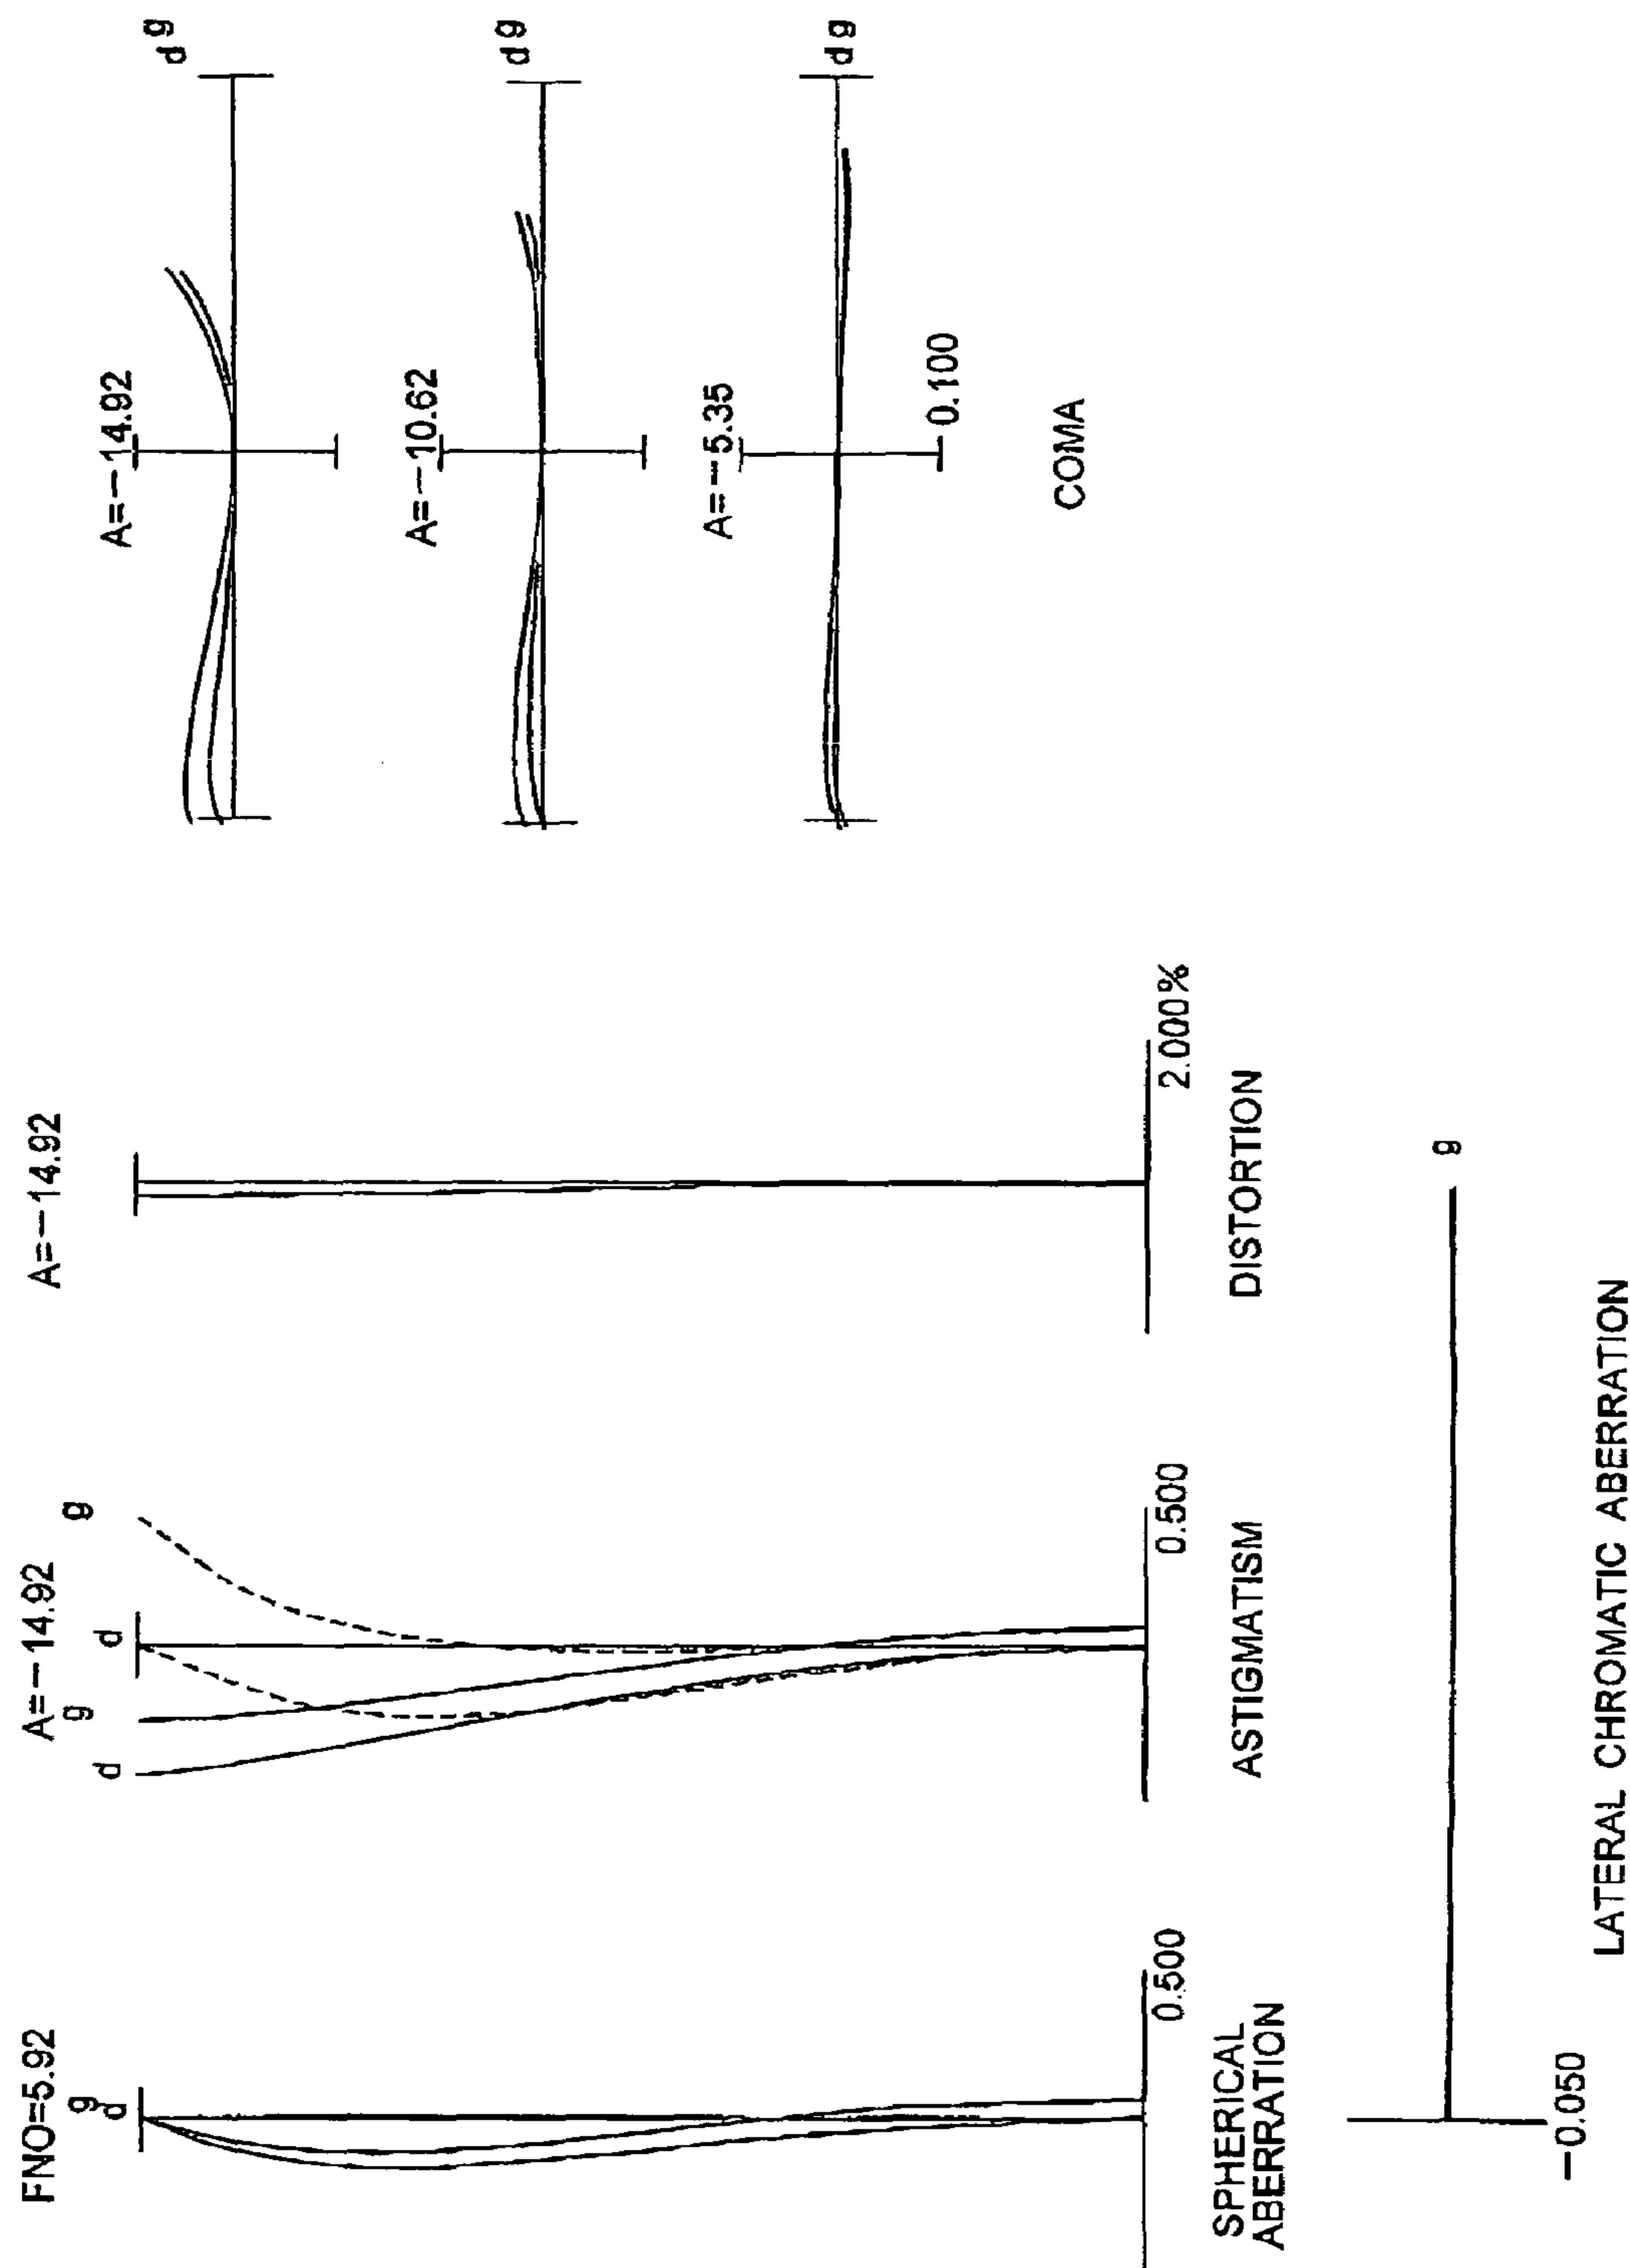 FNO=5.92
g
d
0.500
SPHERICAL
ABERRATION
A=-14.92
d
g
d
g
0.500
ASTIGMATISM
A=-14.92
2.000%
DISTORTION
A=-14.92
d g
A=-10.62
d g
A=-5.35
d g
0.100
COMA
g
-0.050
LATERAL CHROMATIC ABERRATION